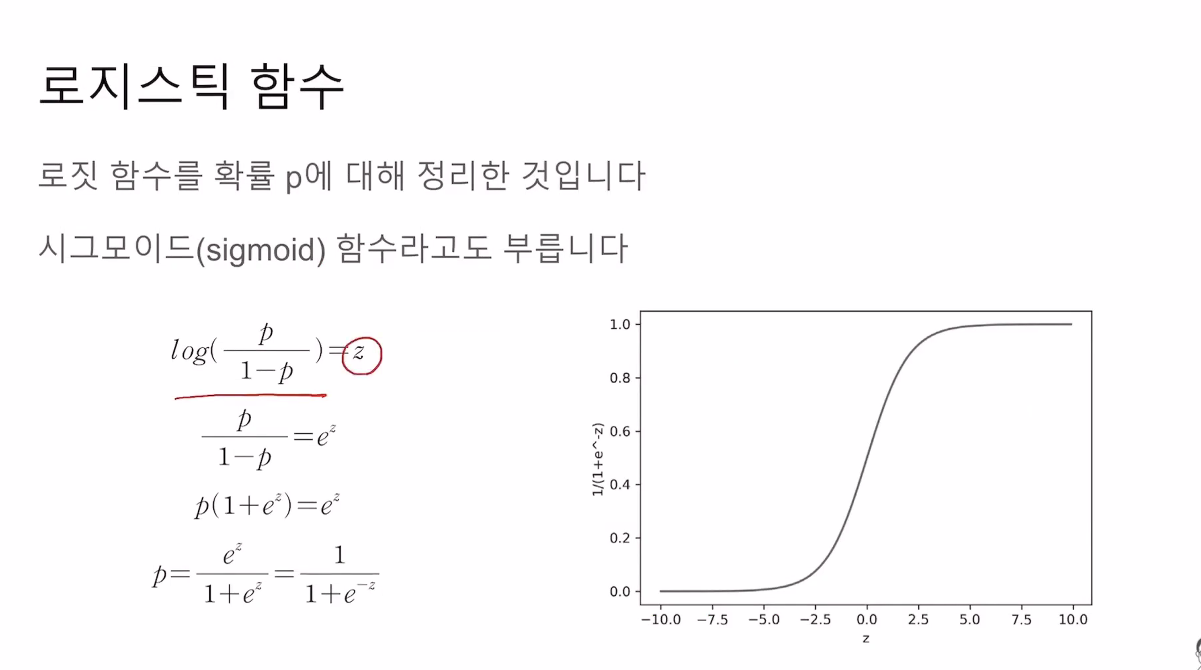 로지스틱 함수
로짓 함수를 확률 p에 대해 정리한 것입니다
시그모이드(sigmoid) 함수라고도 부릅니다
log(p/(1−p))=z
p/(1−p)=e^z
p(1+e^z)=e^z
p=e^z/(1+e^z)=1/(1+e^−z)
1/(1+e^-z)
1.0
0.8
0.6
0.4
0.2
0.0
−10.0 −7.5 −5.0 −2.5 0.0 2.5 5.0 7.5 10.0
z